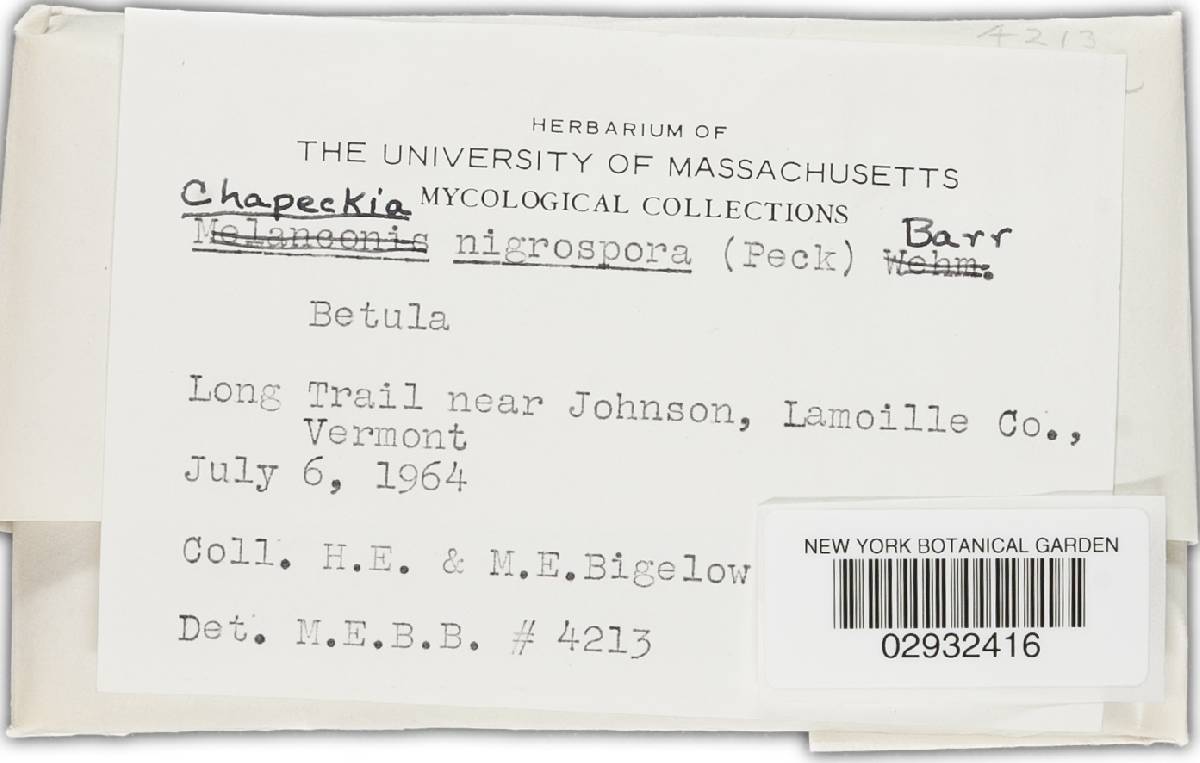 4213
HERBARIUM OF
THE UNIVERSITY OF MASSACHUSETTS
Chapeckia MYCOLOGICAL COLLECTIONS
Barr
Melanconis nigrospora (Peck) Wehm.
Betula
Long Trail near Johnson, Lamoille Co.,
Vermont
July 6, 1964
Coll. H.E. & M.E.Bigelow
Det. M.E.B.B. # 4213
NEW YORK BOTANICAL GARDEN
02932416